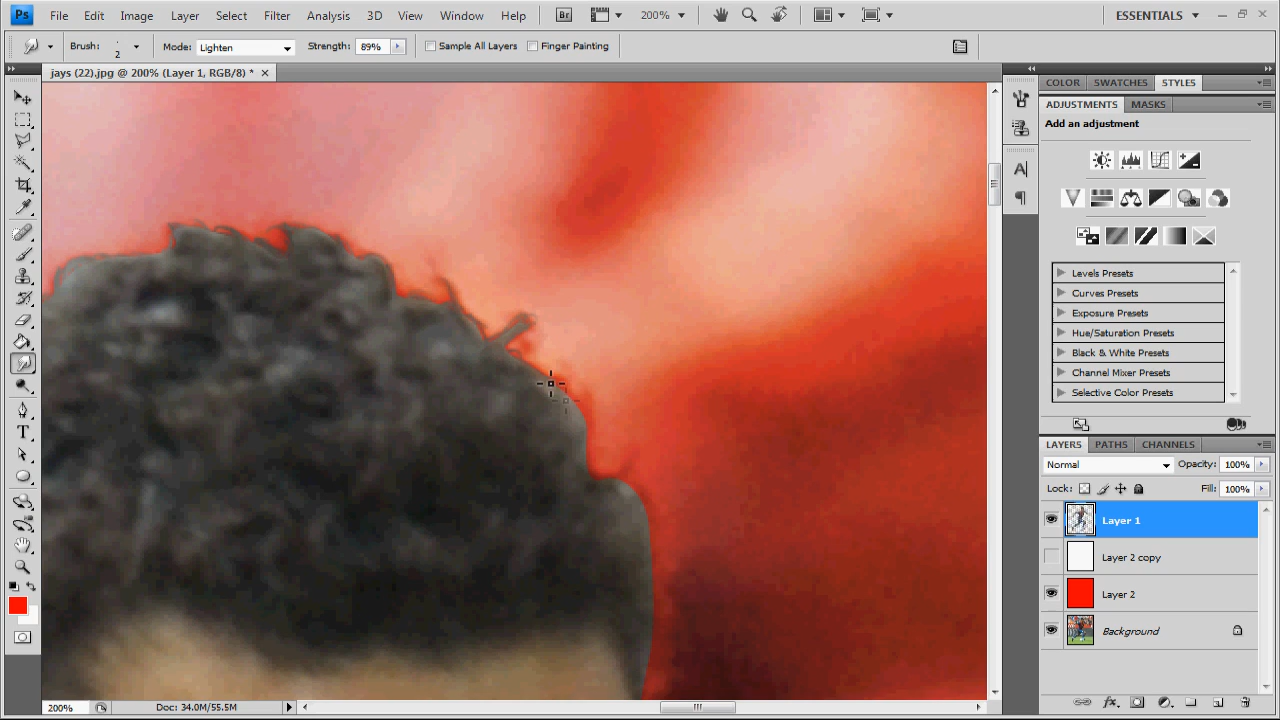 Ps File Edit Image Layer Select Filter Analysis 3D View Window Help Br 200% ESSENTIALS
Brush: 2 Mode: Lighten Strength: 89% Sample All Layers Finger Painting
jays (22).jpg @ 200% (Layer 1, RGB/8) *
COLOR SWATCHES STYLES
ADJUSTMENTS MASKS
Add an adjustment
Levels Presets
Curves Presets
Exposure Presets
Hue/Saturation Presets
Black & White Presets
Channel Mixer Presets
Selective Color Presets
LAYERS PATHS CHANNELS
Normal Opacity: 100%
Lock: Fill: 100%
Layer 1
Layer 2 copy
Layer 2
Background
200% Doc: 34.0M/55.5M